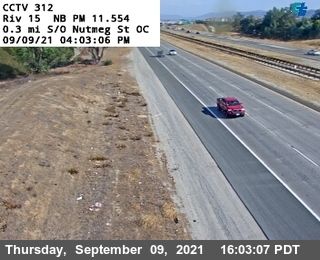 CCTV 312
Riv 15 NB PM 11.554
0.3 mi S/O Nutmeg St OC
09/09/21 04:03:06 PM
Thursday, September 09, 2021 16:03:07 PDT